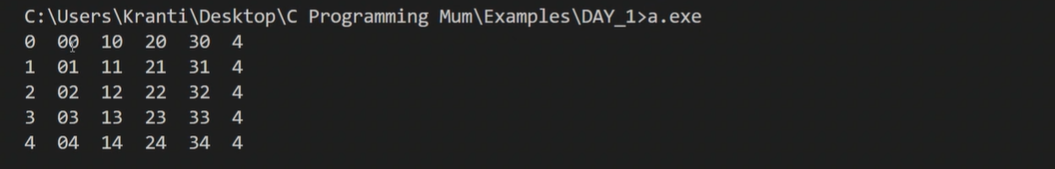 C:\Users\Kranti\Desktop\C Programming Mum\Examples\DAY_1>a.exe
0 00 10 20 30 4
1 01 11 21 31 4
2 02 12 22 32 4
3 03 13 23 33 4
4 04 14 24 34 4